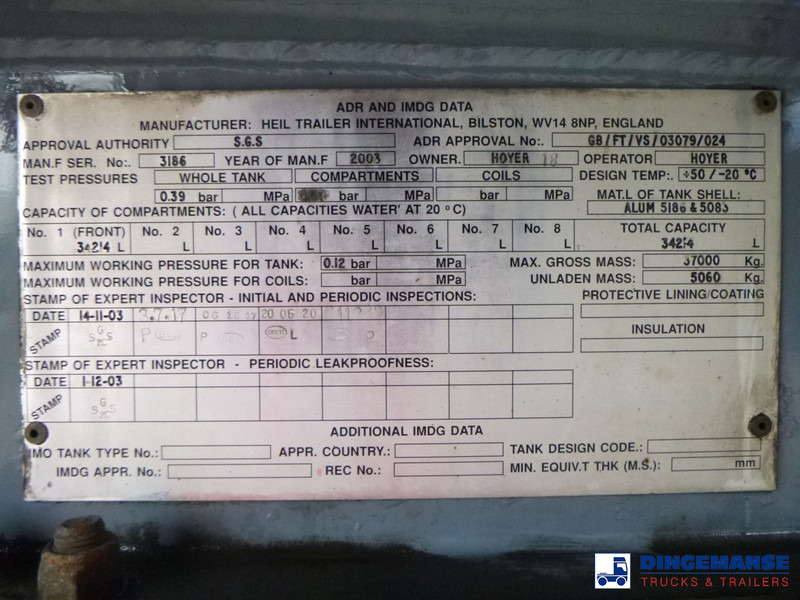 ADR AND IMDG DATA
MANUFACTURER: HEIL TRAILER INTERNATIONAL, BILSTON, WV14 8NP, ENGLAND
APPROVAL AUTHORITY S.G.S ADR APPROVAL No.: GB/FT/VS/03079/024
MAN.F SER. No.: 3186 YEAR OF MAN.F 2003 OWNER. HOYER 18 OPERATOR HOYER
TEST PRESSURES WHOLE TANK COMPARTMENTS COILS DESIGN TEMP.: +50/-20 °C
0.39 bar MPa bar MPa bar MPa MAT.L OF TANK SHELL:
CAPACITY OF COMPARTMENTS: ( ALL CAPACITIES WATER' AT 20 °C) ALUM 5186 & 5083
No. 1 (FRONT) No. 2 No. 3 No. 4 No. 5 No. 6 No. 7 No. 8 TOTAL CAPACITY
34214 L L L L L L L L 34214 L
MAXIMUM WORKING PRESSURE FOR TANK: 0.12 bar MPa MAX. GROSS MASS: 37000 Kg.
MAXIMUM WORKING PRESSURE FOR COILS: bar MPa UNLADEN MASS: 5060 Kg.
STAMP OF EXPERT INSPECTOR - INITIAL AND PERIODIC INSPECTIONS: PROTECTIVE LINING/COATING
DATE 14-11-03 3.7.17 20 06 20
STAMP SGS P P L P INSULATION
STAMP OF EXPERT INSPECTOR - PERIODIC LEAKPROOFNESS:
DATE 1-12-03
STAMP SGS
ADDITIONAL IMDG DATA
IMO TANK TYPE No.: APPR. COUNTRY.: TANK DESIGN CODE.:
IMDG APPR. No.: REC No.: MIN. EQUIV.T THK (M.S.): mm
DINGEMANSE
TRUCKS & TRAILERS